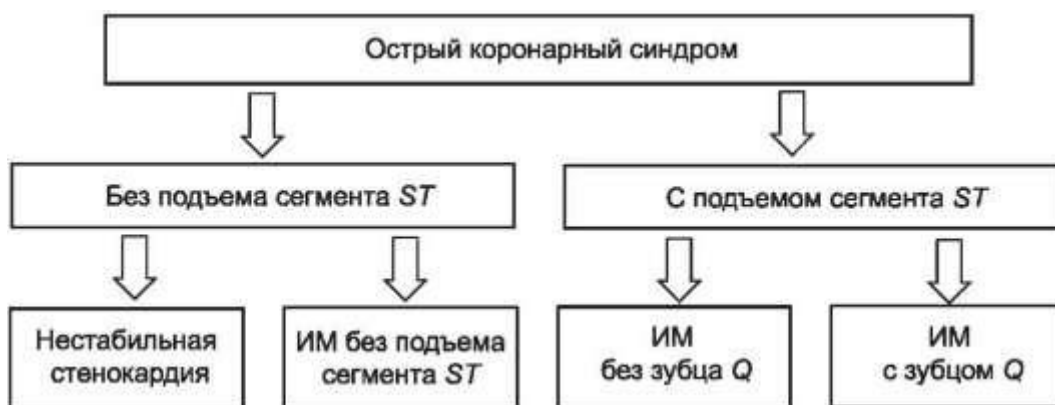 Острый коронарный синдром
Без подъема сегмента ST
С подъемом сегмента ST
Нестабильная
стенокардия
ИМ без подъема
сегмента ST
ИМ
без зубца Q
ИМ
с зубцом Q